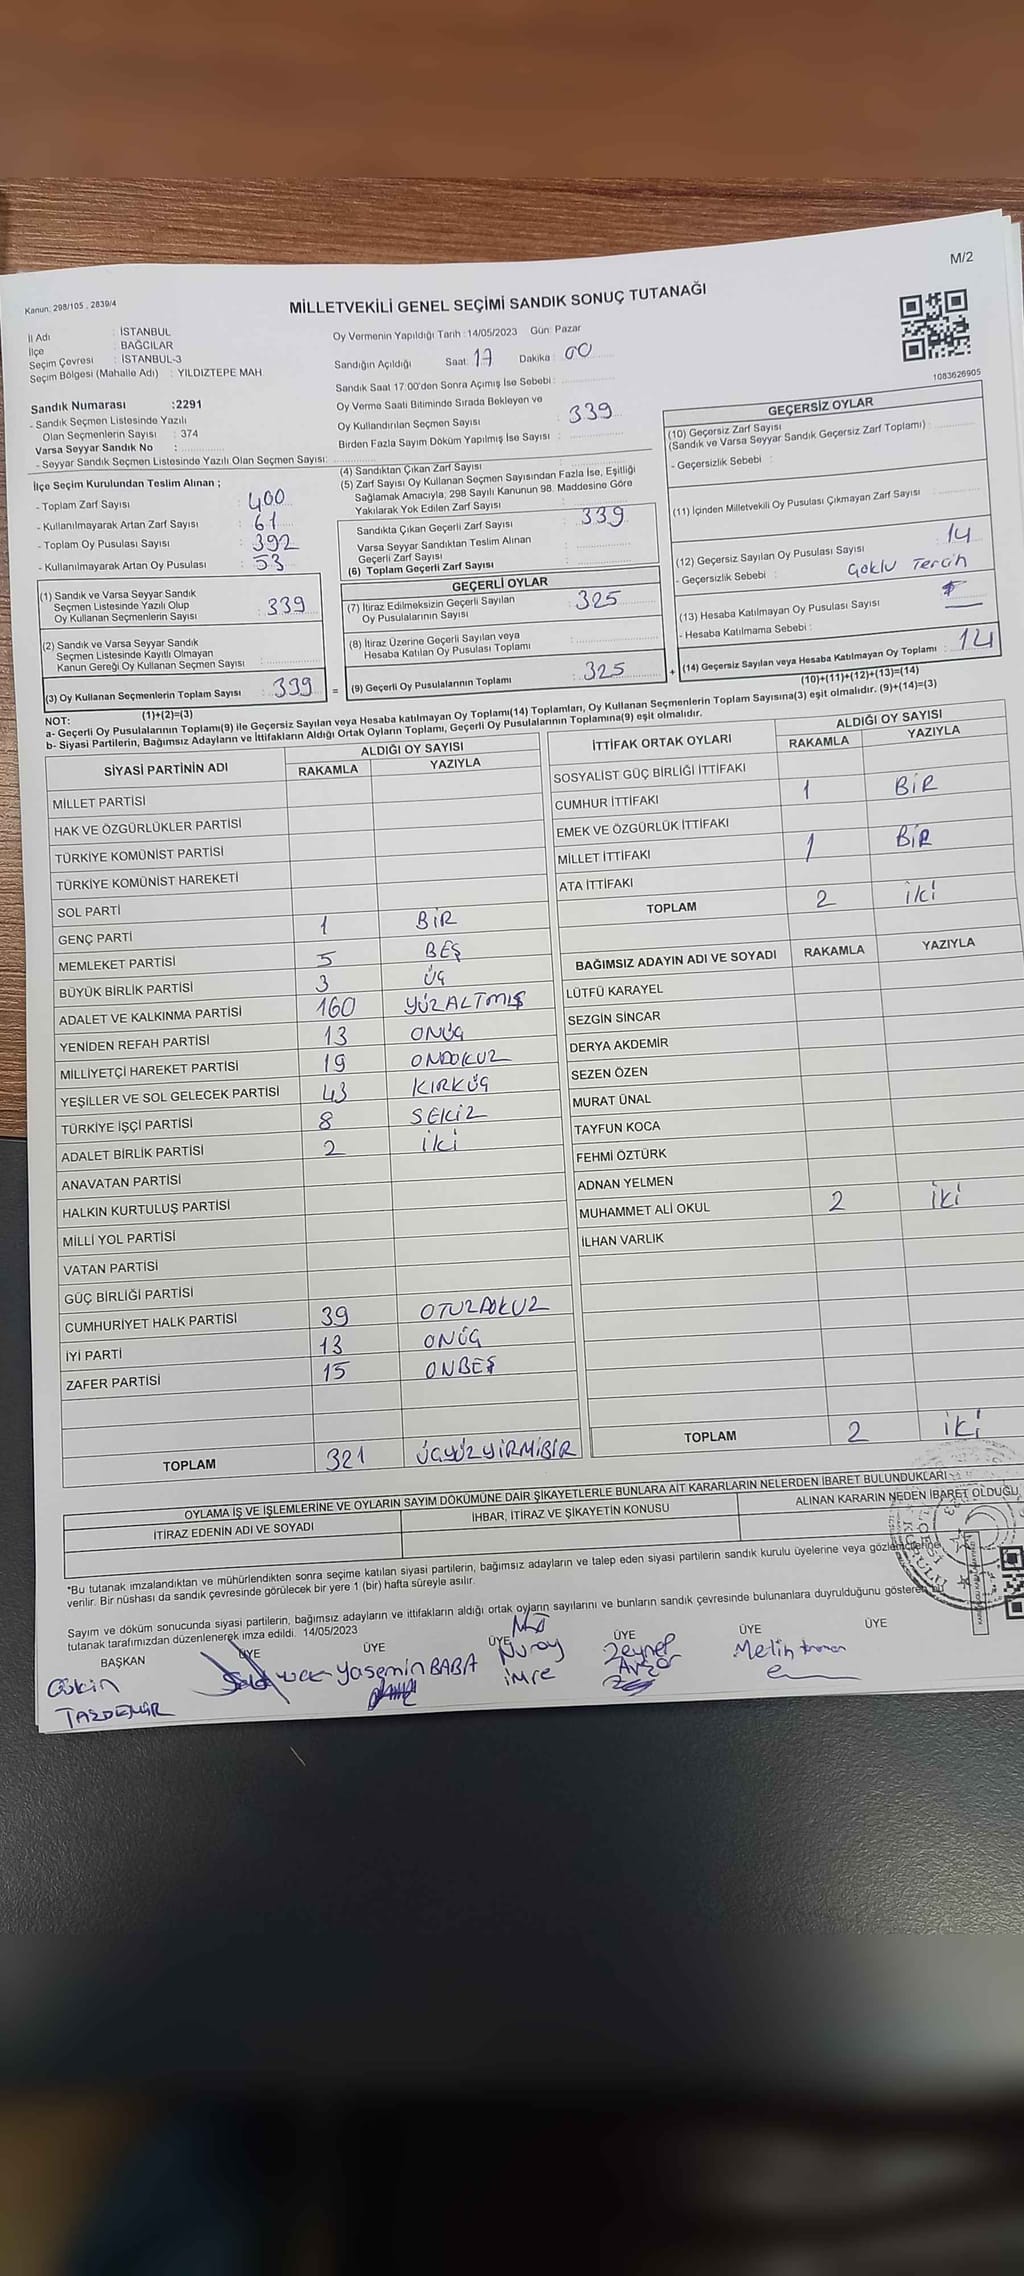 M/2
Kanun. 298/105 , 2839/4
MİLLETVEKİLİ GENEL SEÇİMİ SANDIK SONUÇ TUTANAĞI
İl Adı : İSTANBUL
İlçe : BAĞCILAR
Seçim Çevresi : İSTANBUL-3
Seçim Bölgesi (Mahalle Adı) : YILDIZTEPE MAH.
Oy Vermenin Yapıldığı Tarih : 14/05/2023 Gün: Pazar
Sandığın Açıldığı Saat: 17 Dakika : 00
Sandık Saat 17:00'den Sonra Açımış İse Sebebi :
Oy Verme Saati Bitiminde Sırada Bekleyen ve
Oy Kullandırılan Seçmen Sayısı : 339
Birden Fazla Sayım Döküm Yapılmış İse Sayısı :
1083626905
Sandık Numarası :2291
- Sandık Seçmen Listesinde Yazılı
Olan Seçmenlerin Sayısı : 374
Varsa Seyyar Sandık No :
- Seyyar Sandık Seçmen Listesinde Yazılı Olan Seçmen Sayısı:
İlçe Seçim Kurulundan Teslim Alınan ;
- Toplam Zarf Sayısı : 400
- Kullanılmayarak Artan Zarf Sayısı : 61
- Toplam Oy Pusulası Sayısı : 392
- Kullanılmayarak Artan Oy Pusulası : 53
(1) Sandık ve Varsa Seyyar Sandık
Seçmen Listesinde Yazılı Olup
Oy Kullanan Seçmenlerin Sayısı : 339
(2) Sandık ve Varsa Seyyar Sandık
Seçmen Listesinde Kayıtlı Olmayan
Kanun Gereği Oy Kullanan Seçmen Sayısı :
(3) Oy Kullanan Seçmenlerin Toplam Sayısı : 339 =
(1)+(2)=(3)
(4) Sandıktan Çıkan Zarf Sayısı
(5) Zarf Sayısı Oy Kullanan Seçmen Sayısından Fazla İse, Eşitliği
Sağlamak Amacıyla, 298 Sayılı Kanunun 98. Maddesine Göre
Yakılarak Yok Edilen Zarf Sayısı :
Sandıkta Çıkan Geçerli Zarf Sayısı : 339
Varsa Seyyar Sandıktan Teslim Alınan
Geçerli Zarf Sayısı :
(6) Toplam Geçerli Zarf Sayısı :
GEÇERLİ OYLAR
(7) İtiraz Edilmeksizin Geçerli Sayılan
Oy Pusulalarının Sayısı : 325
(8) İtiraz Üzerine Geçerli Sayılan veya
Hesaba Katılan Oy Pusulası Toplamı :
(9) Geçerli Oy Pusulalarının Toplamı : 325 +
GEÇERSİZ OYLAR
(10) Geçersiz Zarf Sayısı
(Sandık ve Varsa Seyyar Sandık Geçersiz Zarf Toplamı) :
- Geçersizlik Sebebi :
(11) İçinden Milletvekili Oy Pusulası Çıkmayan Zarf Sayısı :
(12) Geçersiz Sayılan Oy Pusulası Sayısı : 14
- Geçersizlik Sebebi : Çoklu Tercih
(13) Hesaba Katılmayan Oy Pusulası Sayısı :
- Hesaba Katılmama Sebebi :
(14) Geçersiz Sayılan veya Hesaba Katılmayan Oy Toplamı : 14
(10)+(11)+(12)+(13)=(14)
NOT:
a- Geçerli Oy Pusulalarının Toplamı(9) ile Geçersiz Sayılan veya Hesaba katılmayan Oy Toplamı(14) Toplamları, Oy Kullanan Seçmenlerin Toplam Sayısına(3) eşit olmalıdır. (9)+(14)=(3)
b- Siyasi Partilerin, Bağımsız Adayların ve İttifakların Aldığı Ortak Oyların Toplamı, Geçerli Oy Pusulalarının Toplamına(9) eşit olmalıdır.
SİYASİ PARTİNİN ADI ALDIĞI OY SAYISI
RAKAMLA YAZIYLA
MİLLET PARTİSİ
HAK VE ÖZGÜRLÜKLER PARTİSİ
TÜRKİYE KOMÜNİST PARTİSİ
TÜRKİYE KOMÜNİST HAREKETİ
SOL PARTİ
GENÇ PARTİ 1 BİR
MEMLEKET PARTİSİ 5 BEŞ
BÜYÜK BİRLİK PARTİSİ 3 ÜÇ
ADALET VE KALKINMA PARTİSİ 160 YÜZALTMIŞ
YENİDEN REFAH PARTİSİ 13 ONÜÇ
MİLLİYETÇİ HAREKET PARTİSİ 19 ONDOKUZ
YEŞİLLER VE SOL GELECEK PARTİSİ 43 KIRKÜÇ
TÜRKİYE İŞÇİ PARTİSİ 8 SEKİZ
ADALET BİRLİK PARTİSİ 2 İKİ
ANAVATAN PARTİSİ
HALKIN KURTULUŞ PARTİSİ
MİLLİ YOL PARTİSİ
VATAN PARTİSİ
GÜÇ BİRLİĞİ PARTİSİ
CUMHURİYET HALK PARTİSİ 39 OTUZDOKUZ
İYİ PARTİ 13 ONÜÇ
ZAFER PARTİSİ 15 ONBEŞ
TOPLAM 321 ÜÇYÜZYİRMİBİR
İTTİFAK ORTAK OYLARI ALDIĞI OY SAYISI
RAKAMLA YAZIYLA
SOSYALİST GÜÇ BİRLİĞİ İTTİFAKI
CUMHUR İTTİFAKI 1 BİR
EMEK VE ÖZGÜRLÜK İTTİFAKI
MİLLET İTTİFAKI 1 BİR
ATA İTTİFAKI
TOPLAM 2 İKİ
BAĞIMSIZ ADAYIN ADI VE SOYADI RAKAMLA YAZIYLA
LÜTFÜ KARAYEL
SEZGİN SİNCAR
DERYA AKDEMİR
SEZEN ÖZEN
MURAT ÜNAL
TAYFUN KOCA
FEHMİ ÖZTÜRK
ADNAN YELMEN
MUHAMMET ALİ OKUL 2 İKİ
İLHAN VARLIK
TOPLAM 2 İKİ
OYLAMA İŞ VE İŞLEMLERİNE VE OYLARIN SAYIM DÖKÜMÜNE DAİR ŞİKAYETLERLE BUNLARA AİT KARARLARIN NELERDEN İBARET BULUNDUKLARI
İTİRAZ EDENİN ADI VE SOYADI İHBAR, İTİRAZ VE ŞİKAYETİN KONUSU ALINAN KARARIN NEDEN İBARET OLDUĞU
*Bu tutanak imzalandıktan ve mühürlendikten sonra seçime katılan siyasi partilerin, bağımsız adayların ve talep eden siyasi partilerin sandık kurulu üyelerine veya gözlemcilerine
verilir. Bir nüshası da sandık çevresinde görülecek bir yere 1 (bir) hafta süreyle asılır.
Sayım ve döküm sonucunda siyasi partilerin, bağımsız adayların ve ittifakların aldığı ortak oyların sayılarını ve bunların sandık çevresinde bulunanlara duyrulduğunu gösteren
tutanak tarafımızdan düzenlenerek imza edildi. 14/05/2023
BAŞKAN ÜYE ÜYE ÜYE ÜYE ÜYE ÜYE
Yasemin BABA
Nuray İmre
Zeynep
Metin
TAŞDEMİR